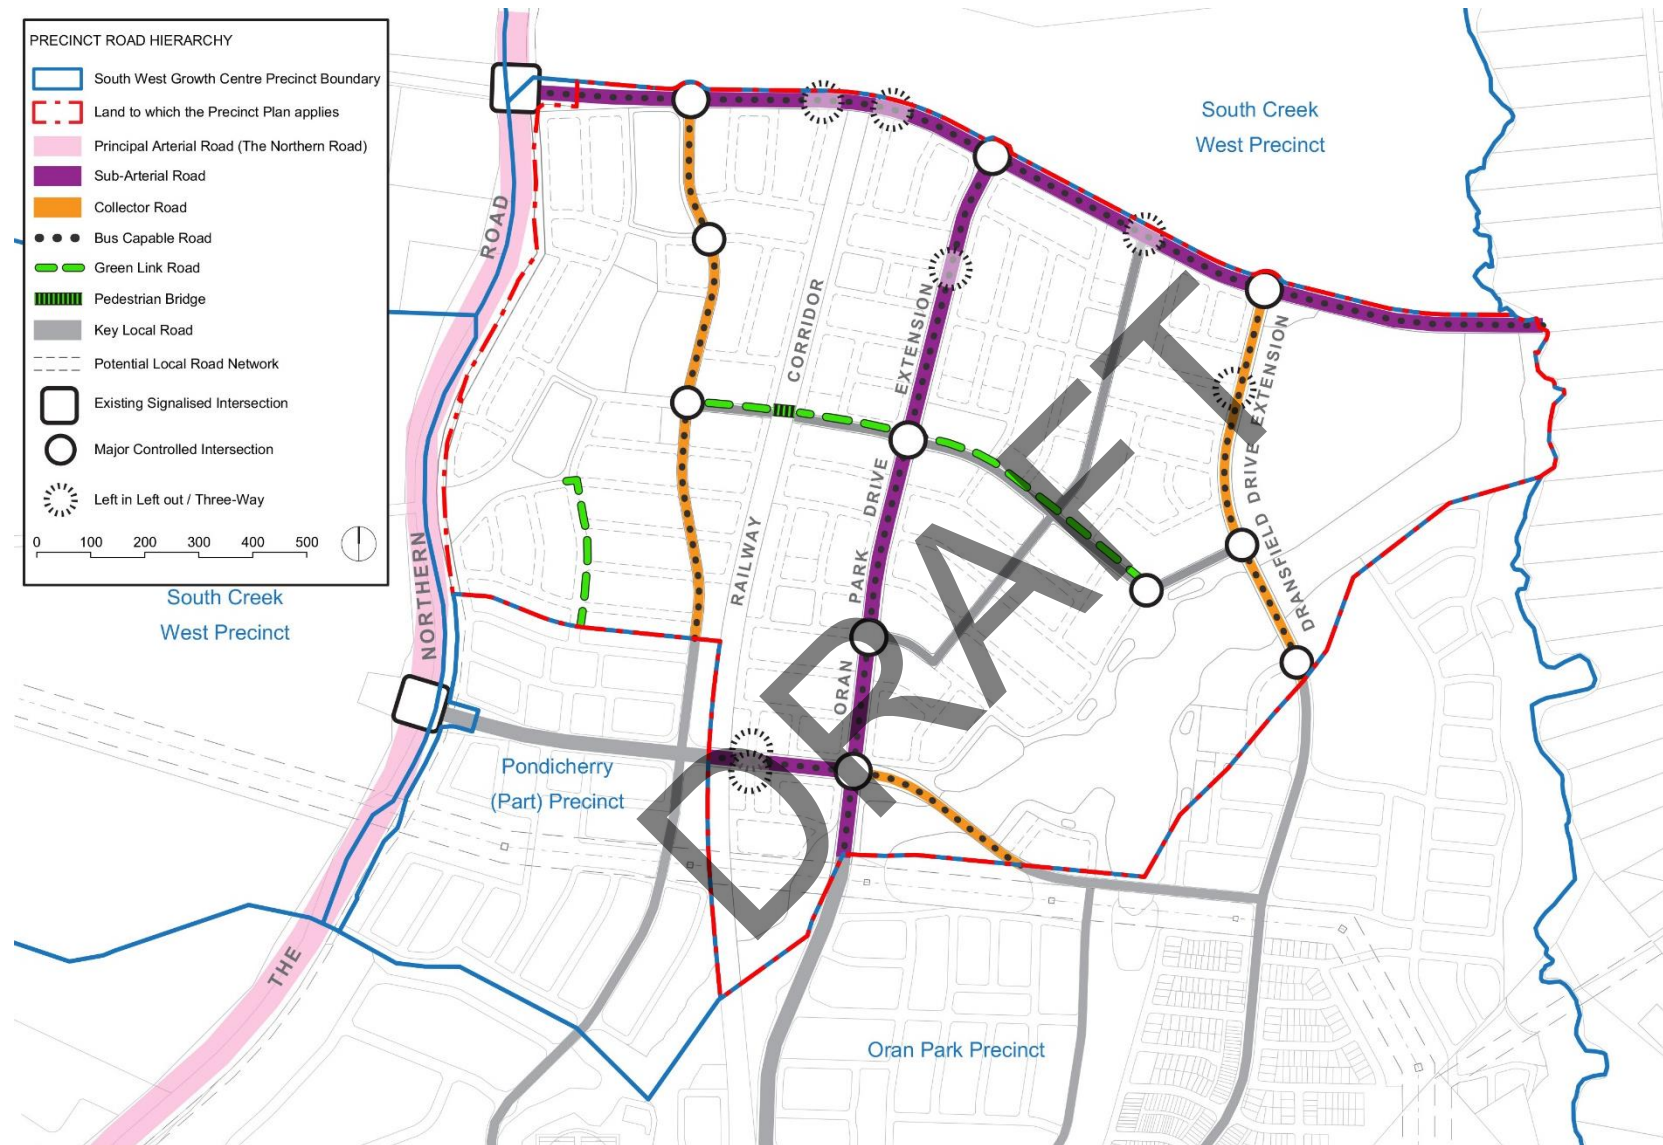 PRECINCT ROAD HIERARCHY
South West Growth Centre Precinct Boundary
Land to which the Precinct Plan applies
Principal Arterial Road (The Northern Road)
Sub-Arterial Road
Collector Road
Bus Capable Road
Green Link Road
Pedestrian Bridge
Key Local Road
Potential Local Road Network
Existing Signalised Intersection
Major Controlled Intersection
Left in Left out / Three-Way
0 100 200 300 400 500
South Creek
West Precinct
South Creek
West Precinct
Pondicherry
(Part) Precinct
Oran Park Precinct
THE NORTHERN ROAD
RAILWAY CORRIDOR
ORAN PARK DRIVE EXTENSION
DRANSFIELD DRIVE EXTENSION
DRAFT